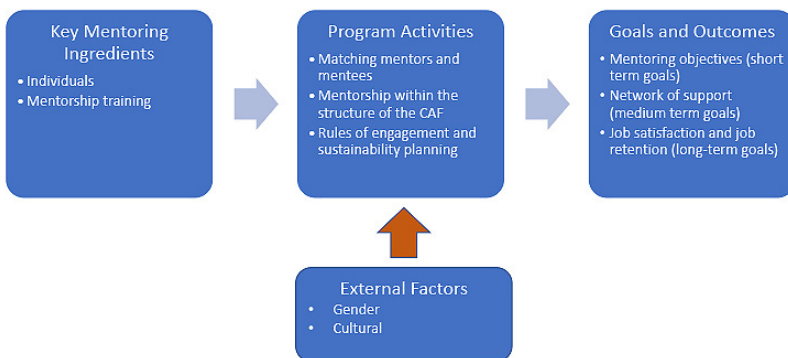 Key Mentoring
Ingredients
• Individuals
• Mentorship training
Program Activities
• Matching mentors and
mentees
• Mentorship within the
structure of the CAF
• Rules of engagement and
sustainability planning
Goals and Outcomes
• Mentoring objectives (short
term goals)
• Network of support
(medium term goals)
• Job satisfaction and job
retention (long-term goals)
External Factors
• Gender
• Cultural